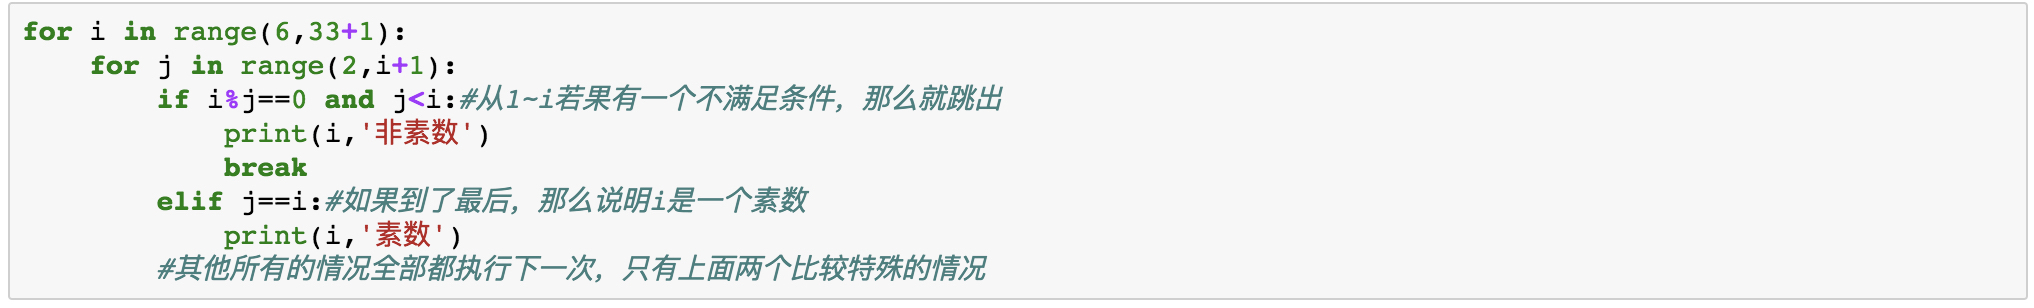 for i in range(6,33+1):
    for j in range(2,i+1):
        if i%j==0 and j<i:#从1~i若果有一个不满足条件，那么就跳出
            print(i,'非素数')
            break
        elif j==i:#如果到了最后，那么说明i是一个素数
            print(i,'素数')
        #其他所有的情况全部都执行下一次，只有上面两个比较特殊的情况